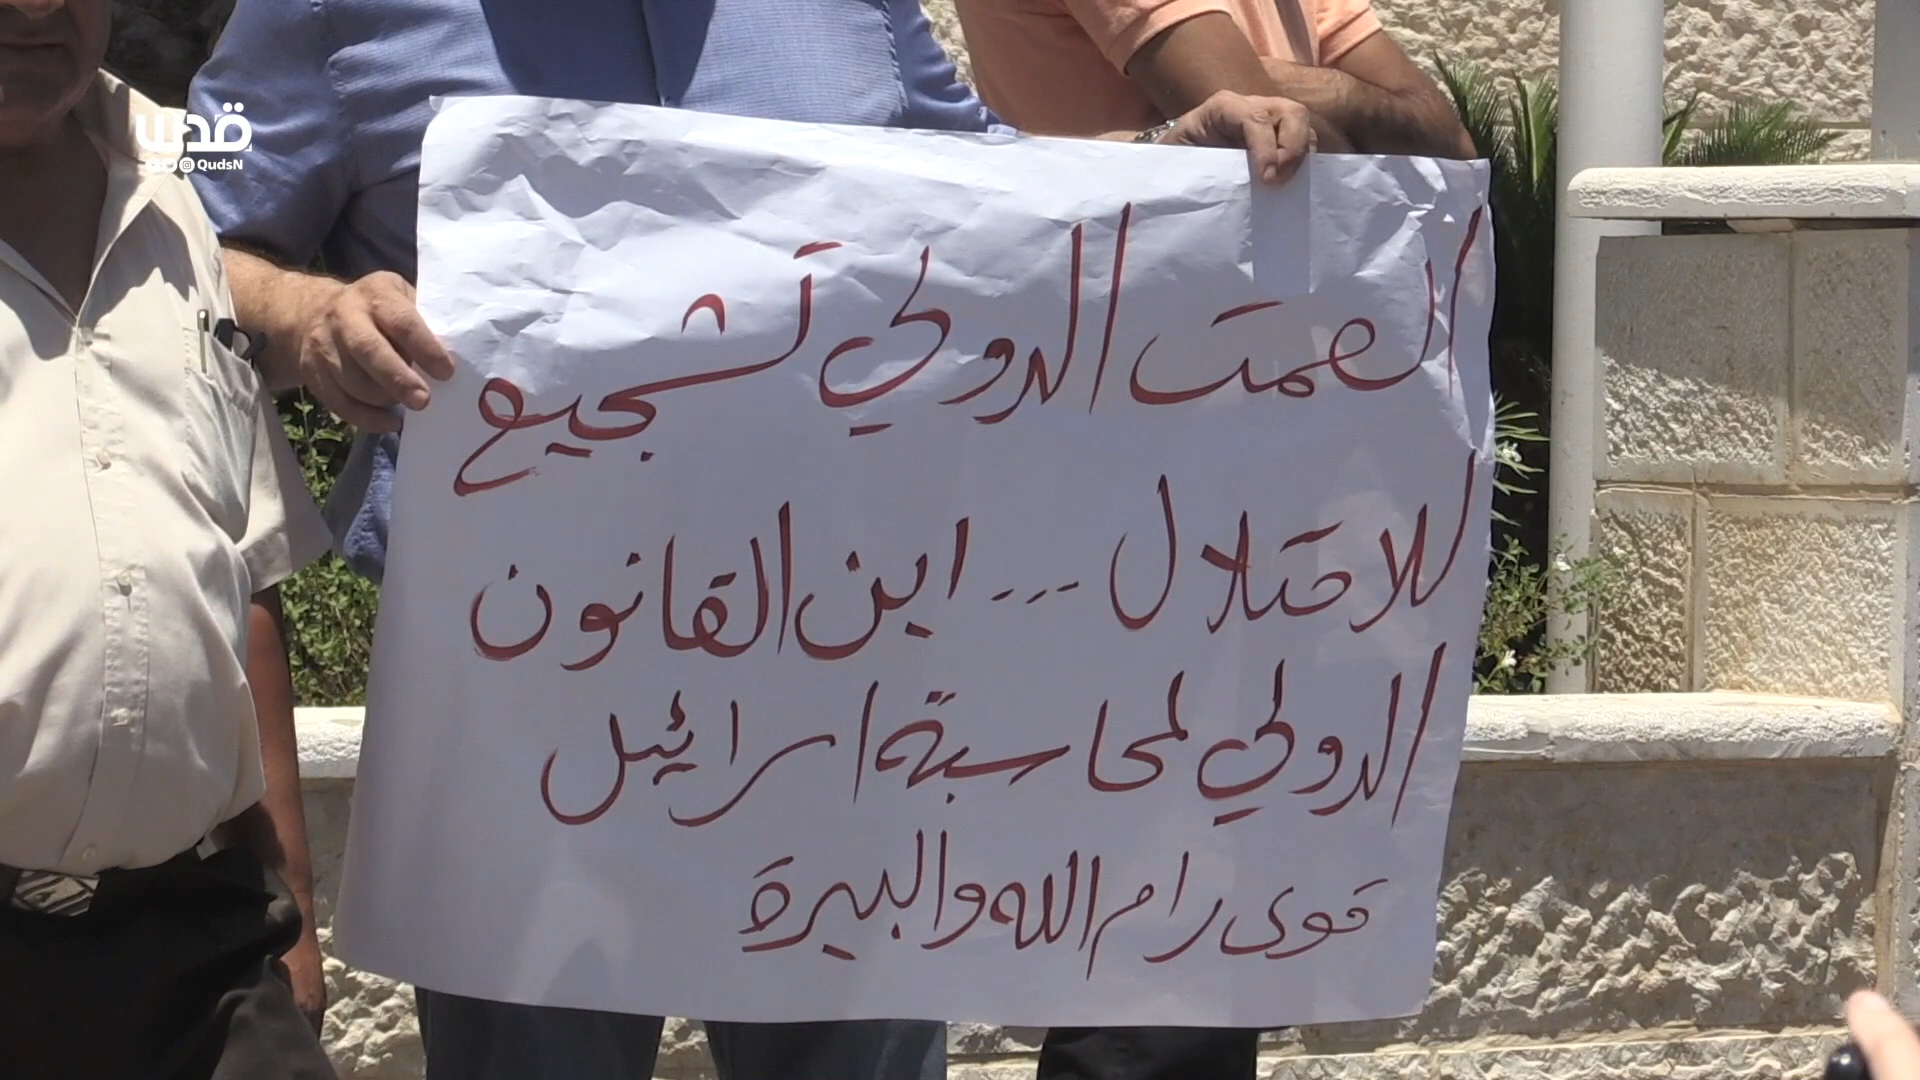 قدس
QudsN
الصمت الدولي تشجيع
للاحتلال... اين القانون
الدولي لمحاسبة اسرائيل
قوى رام الله والبيرة